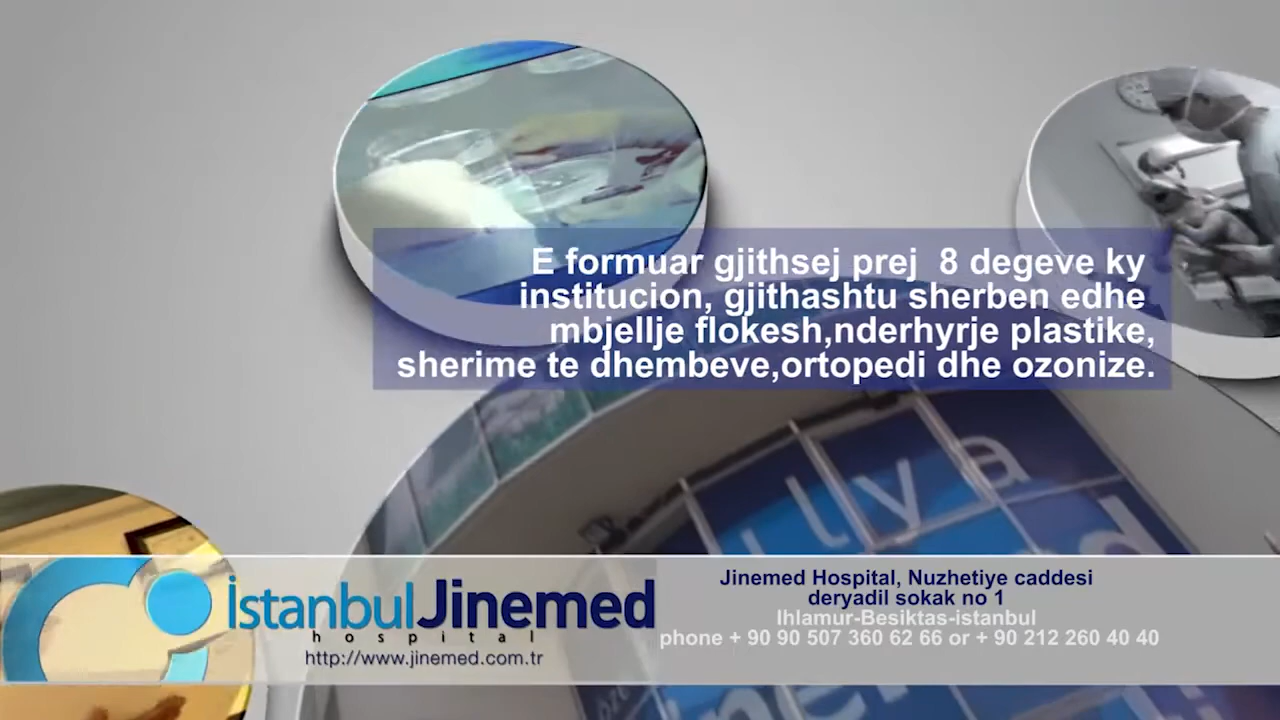 E formuar gjithsej prej 8 degeve ky
institucion, gjithashtu sherben edhe
mbjellje flokesh,nderhyrje plastike,
sherime te dhembeve,ortopedi dhe ozonize.
llya
İstanbulJinemed
hospital
http://www.jinemed.com.tr
Jinemed Hospital, Nuzhetiye caddesi
deryadil sokak no 1
Ihlamur-Besiktas-istanbul
phone + 90 90 507 360 62 66 or + 90 212 260 40 40